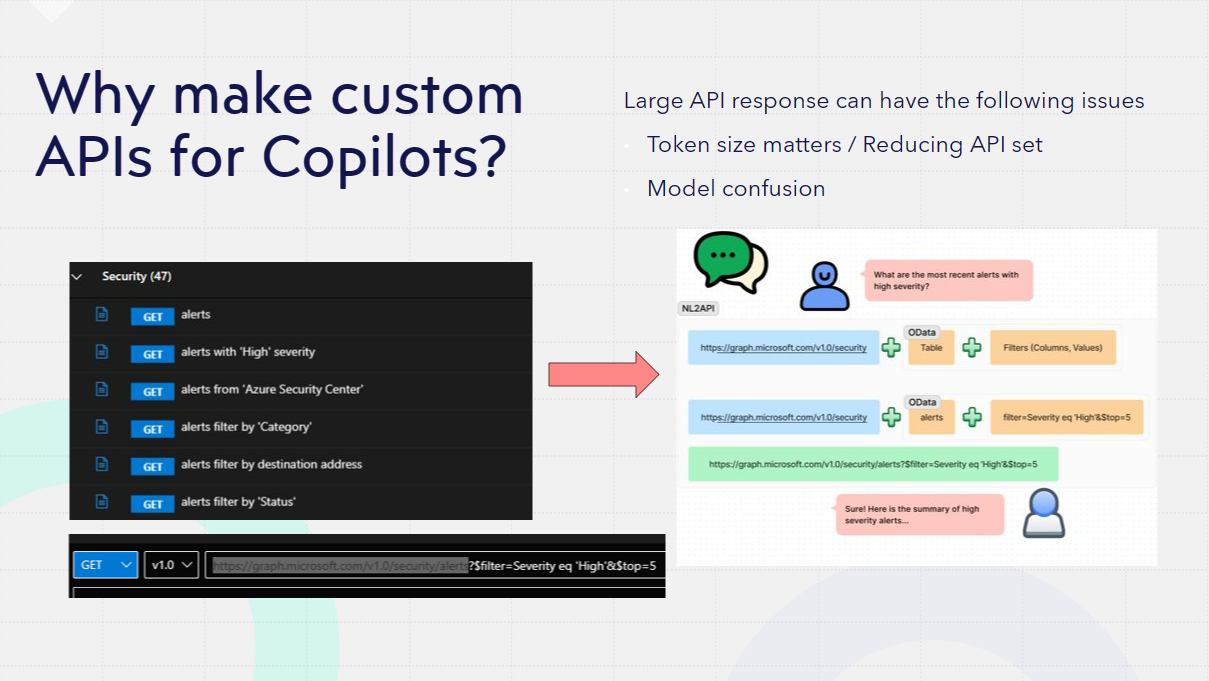 Why make custom
APIs for Copilots?
Large API response can have the following issues
Token size matters / Reducing API set
Model confusion
Security (47)
GET alerts
GET alerts with 'High' severity
GET alerts from 'Azure Security Center'
GET alerts filter by 'Category'
GET alerts filter by destination address
GET alerts filter by 'Status'
GET v1.0 https://graph.microsoft.com/v1.0/security/alerts?$filter=Severity eq 'High'&$top=5
What are the most recent alerts with
high severity?
NL2API
OData
https://graph.microsoft.com/v1.0/security Table Filters (Columns, Values)
OData
https://graph.microsoft.com/v1.0/security alerts filter=Severity eq 'High'&$top=5
https://graph.microsoft.com/v1.0/security/alerts?$filter=Severity eq 'High'&$top=5
Sure! Here is the summary of high
severity alerts...